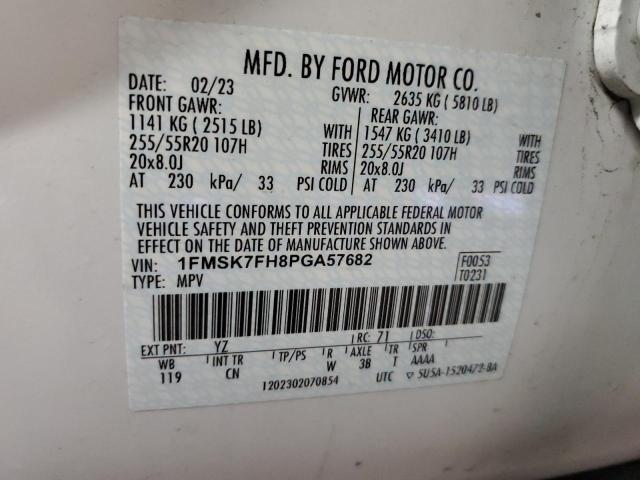 MFD. BY FORD MOTOR CO.
DATE: 02/23 GVWR: 2635 KG ( 5810 LB)
FRONT GAWR: REAR GAWR:
1141 KG ( 2515 LB) WITH 1547 KG ( 3410 LB) WITH
255/55R20 107H TIRES 255/55R20 107H TIRES
20x8.0J RIMS 20x8.0J RIMS
AT 230 kPa/ 33 PSI COLD AT 230 kPa/ 33 PSI COLD
THIS VEHICLE CONFORMS TO ALL APPLICABLE FEDERAL MOTOR
VEHICLE SAFETY AND THEFT PREVENTION STANDARDS IN
EFFECT ON THE DATE OF MANUFACTURE SHOWN ABOVE.
VIN: 1FMSK7FH8PGA57682 F0053
TYPE: MPV T0231
EXT PNT: YZ RC: 71 DSO:
WB INT TR TP/PS R AXLE TR SPR
119 CN W 3B T AAAA
1202302070854 UTC ▽ 5U5A-1520472-BA